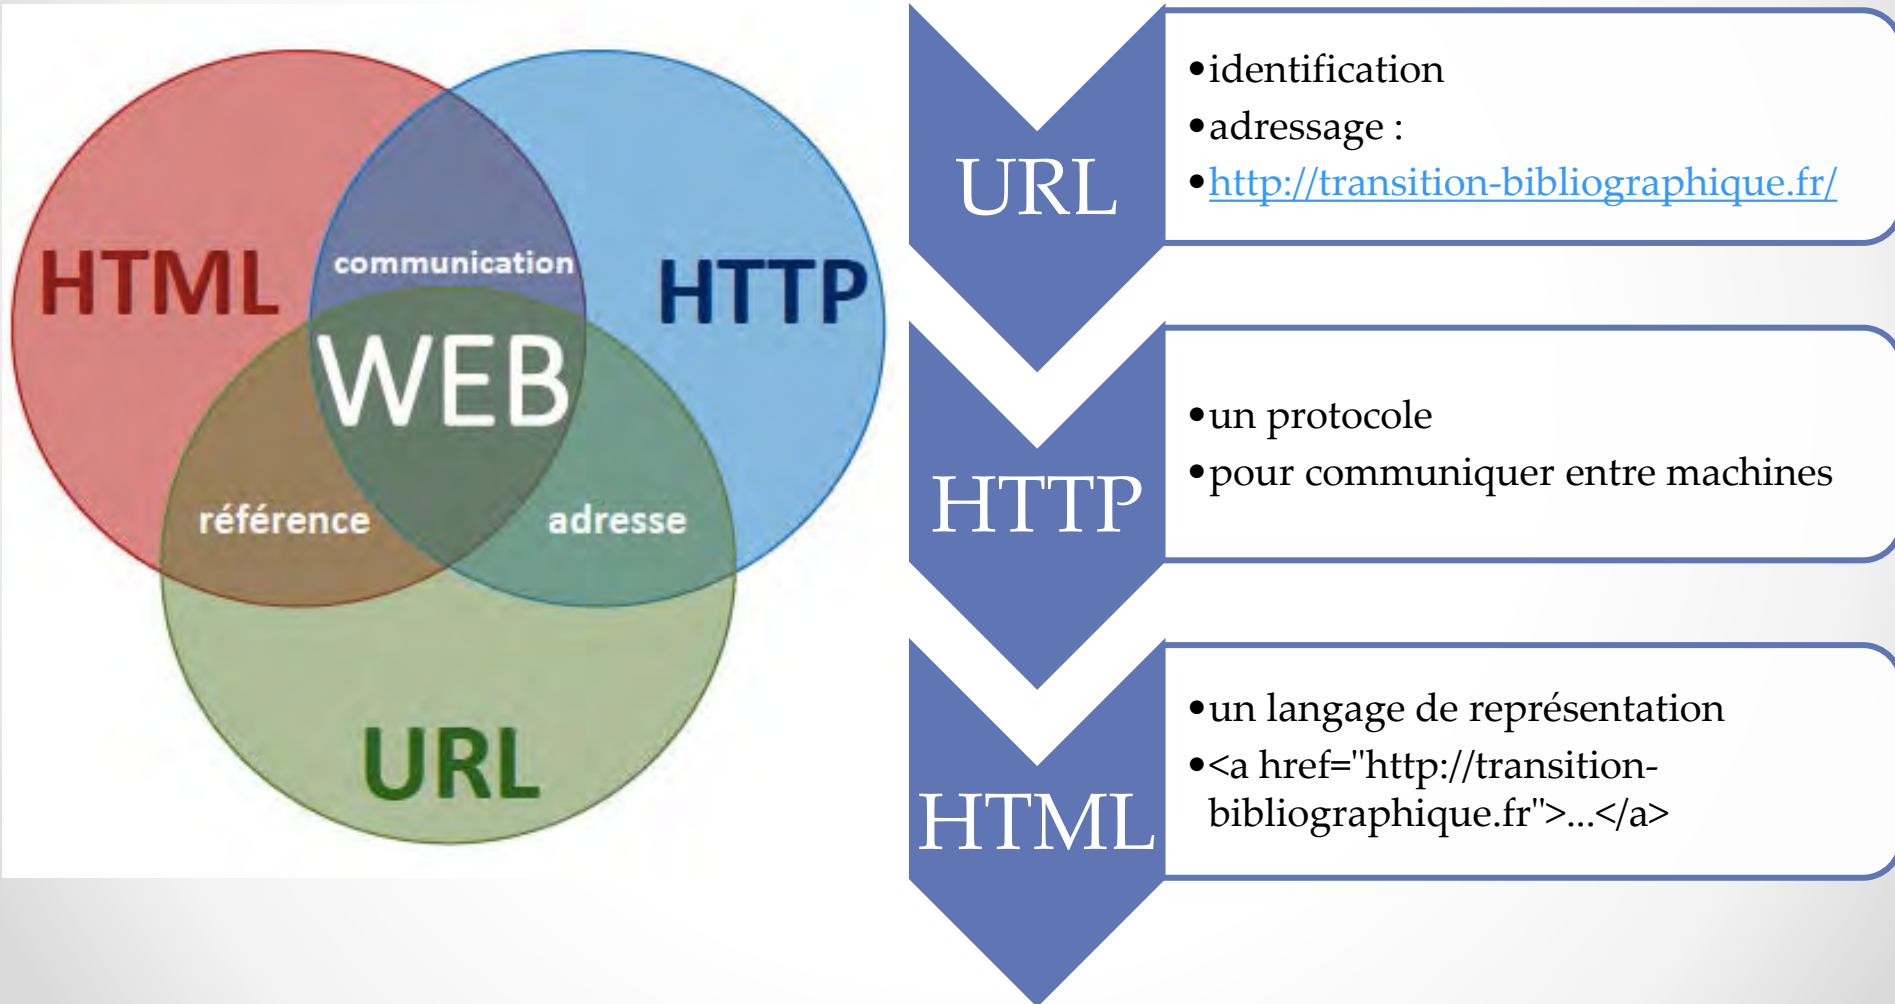 HTML
communication
HTTP
WEB
référence
adresse
URL
URL
•identification
•adressage :
•http://transition-bibliographique.fr/
HTTP
•un protocole
•pour communiquer entre machines
HTML
•un langage de représentation
•<a href="http://transition-
bibliographique.fr">...</a>